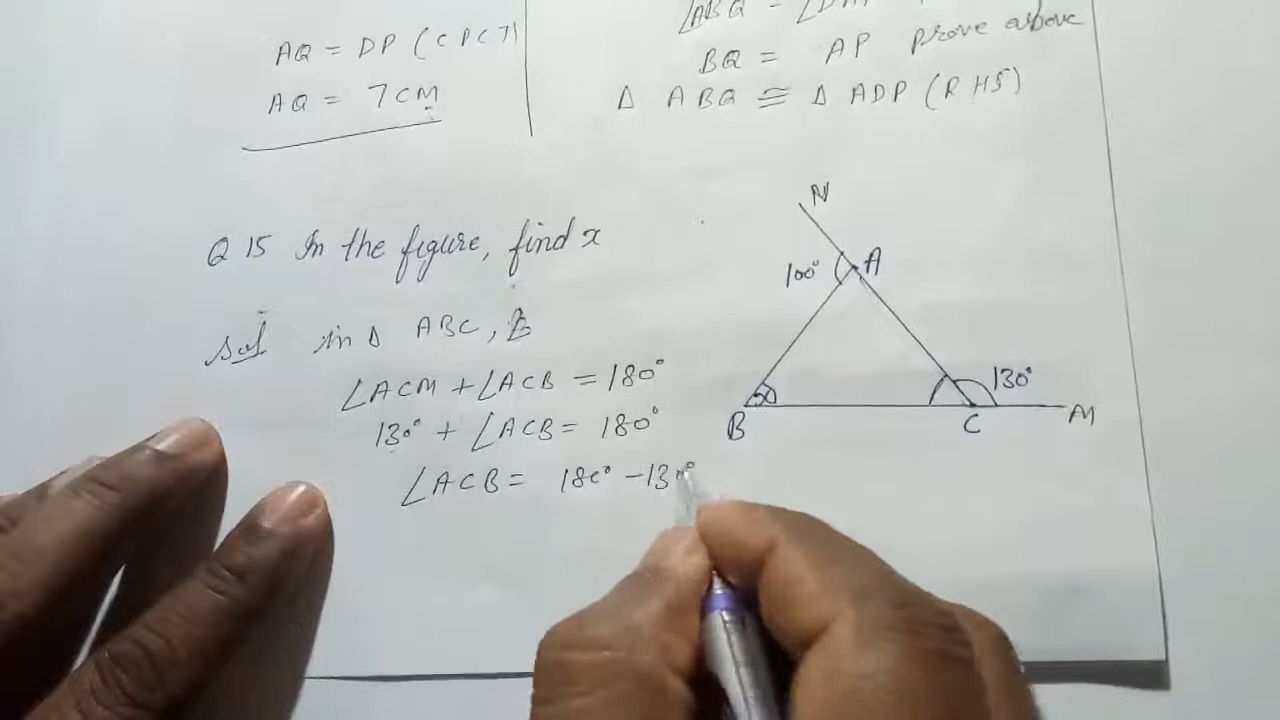 AQ = DP (CPCT)
AQ = 7CM
BQ = AP prove above
Δ ABQ ≅ Δ ADP (RHS)
Q 15 In the figure, find x
Sol in Δ ABC,
∠ACM + ∠ACB = 180°
130° + ∠ACB = 180°
∠ACB = 180° - 130°
N
A
100°
130°
x
B
C
M